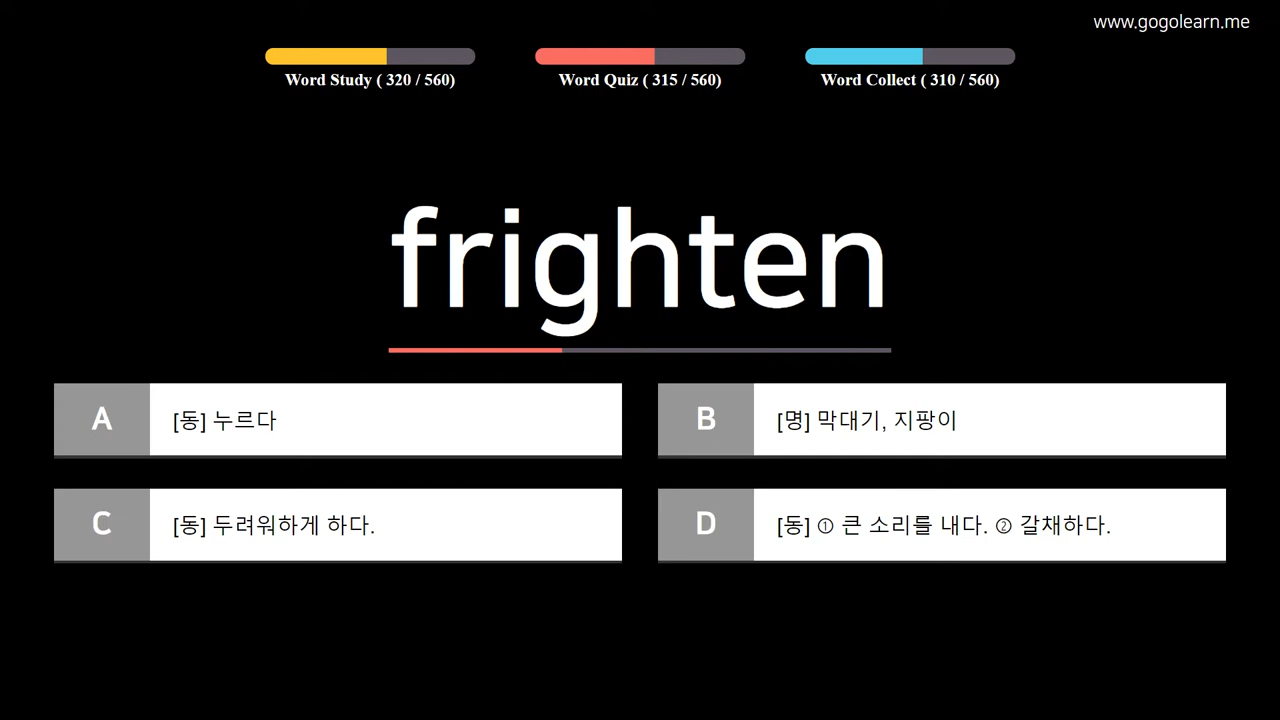 www.gogolearn.me
Word Study ( 320 / 560)
Word Quiz ( 315 / 560)
Word Collect ( 310 / 560)
frighten
A [동] 누르다
B [명] 막대기, 지팡이
C [동] 두려워하게 하다.
D [동] ① 큰 소리를 내다. ② 갈채하다.